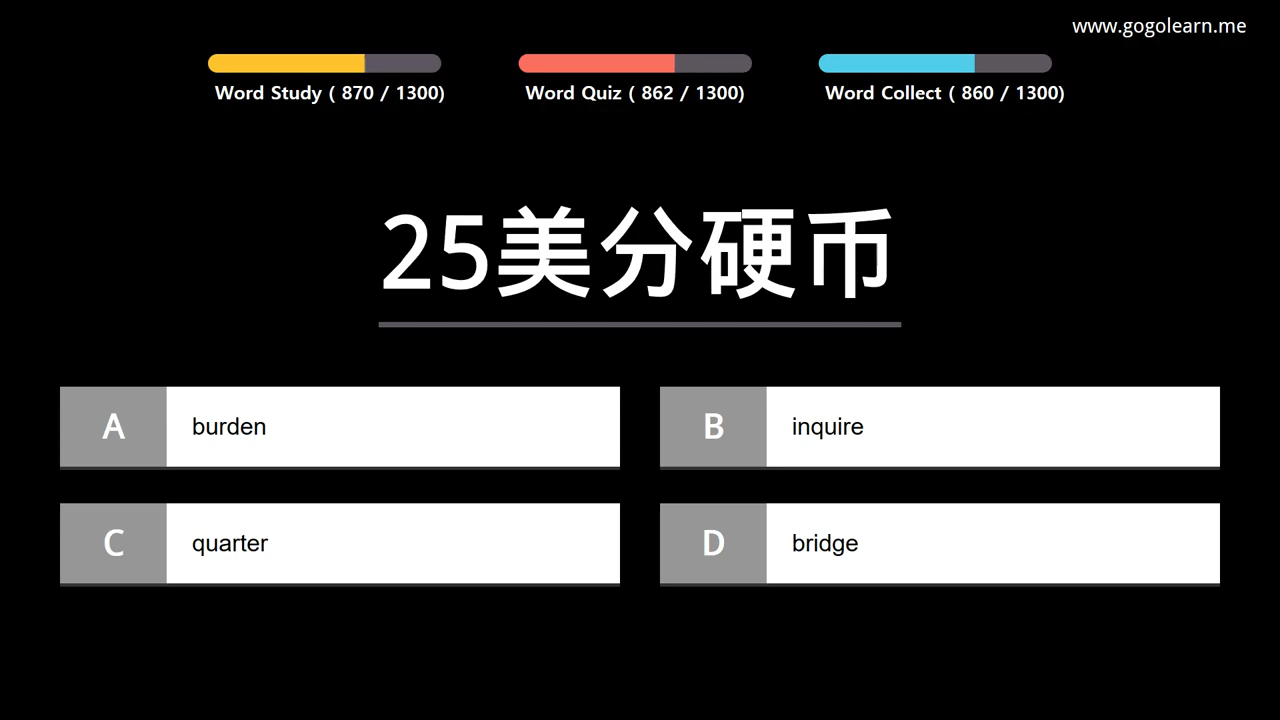 www.gogolearn.me
Word Study ( 870 / 1300)
Word Quiz ( 862 / 1300)
Word Collect ( 860 / 1300)
25美分硬币
A burden
B inquire
C quarter
D bridge